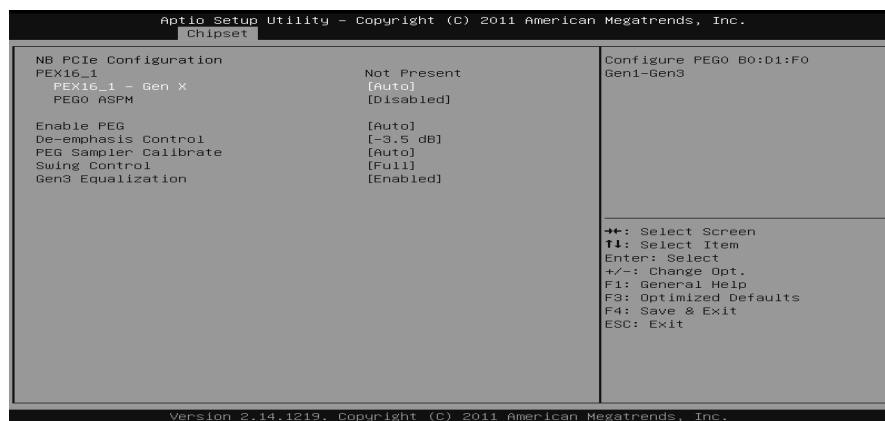 Aptio Setup Utility – Copyright (C) 2011 American Megatrends, Inc.
Chipset
NB PCIe Configuration
PEX16_1 Not Present
PEX16_1 – Gen X [Auto]
PEG0 ASPM [Disabled]
Enable PEG [Auto]
De-emphasis Control [-3.5 dB]
PEG Sampler Calibrate [Auto]
Swing Control [Full]
Gen3 Equalization [Enabled]
Configure PEG0 B0:D1:F0
Gen1-Gen3
→←: Select Screen
↑↓: Select Item
Enter: Select
+/-: Change Opt.
F1: General Help
F3: Optimized Defaults
F4: Save & Exit
ESC: Exit
Version 2.14.1219. Copyright (C) 2011 American Megatrends, Inc.